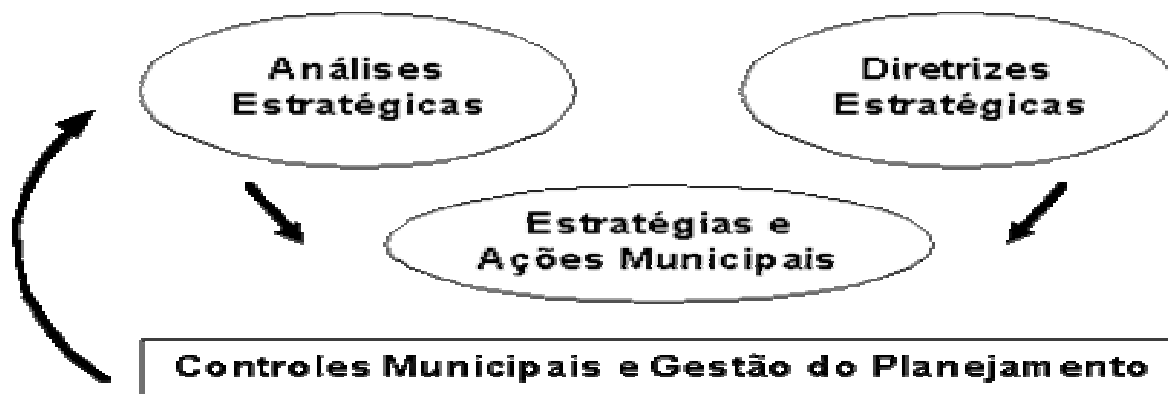 Análises
Estratégicas
Diretrizes
Estratégicas
Estratégias e
Ações Municipais
Controles Municipais e Gestão do Planejamento